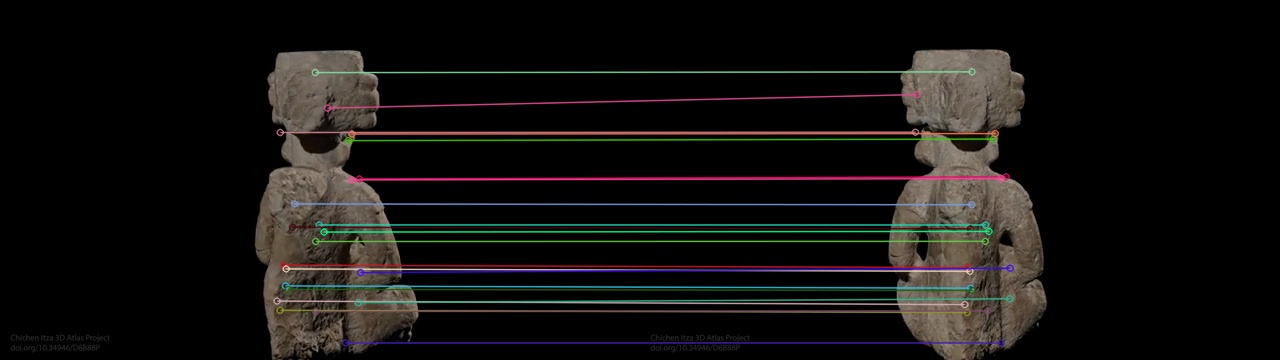 Chichen Itza 3D Atlas Project
doi.org/10.34946/D6B88P
Chichen Itza 3D Atlas Project
doi.org/10.34946/D6B88P